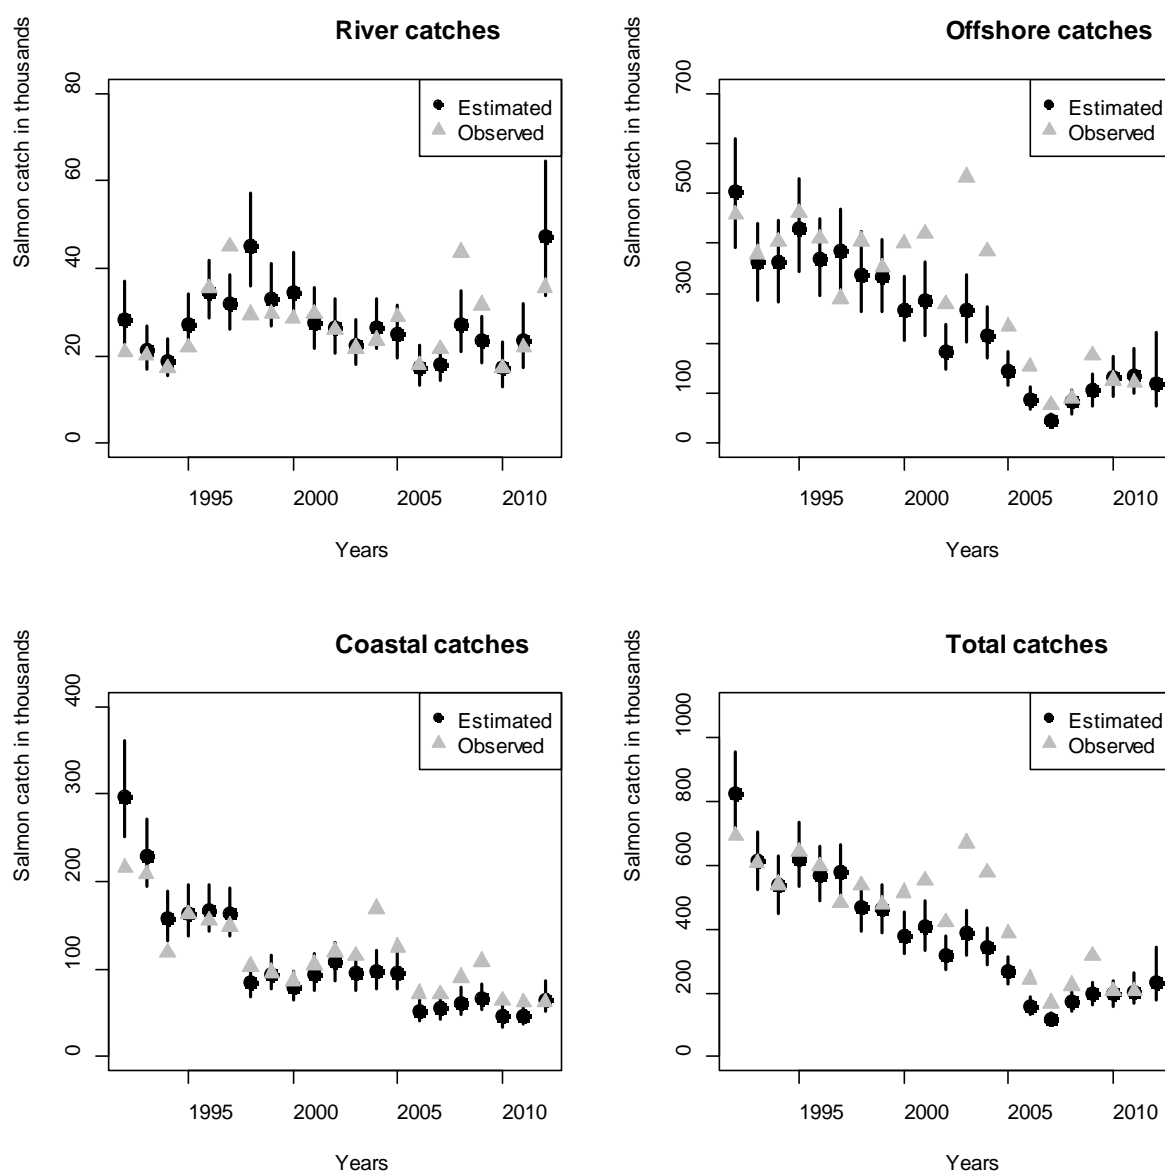 River catches
Salmon catch in thousands
80
60
40
20
0
Estimated
Observed
1995 2000 2005 2010
Years
Offshore catches
Salmon catch in thousands
700
500
300
100
0
Estimated
Observed
1995 2000 2005 2010
Years
Coastal catches
Salmon catch in thousands
400
300
200
100
0
Estimated
Observed
1995 2000 2005 2010
Years
Total catches
Salmon catch in thousands
1000
800
600
400
200
0
Estimated
Observed
1995 2000 2005 2010
Years